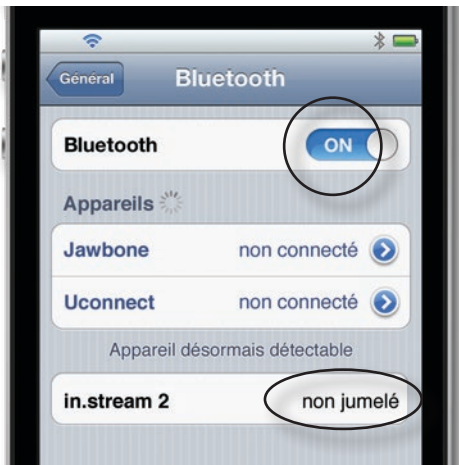 Général
Bluetooth
Bluetooth ON
Appareils
Jawbone non connecté
Uconnect non connecté
Appareil désormais détectable
in.stream 2 non jumelé